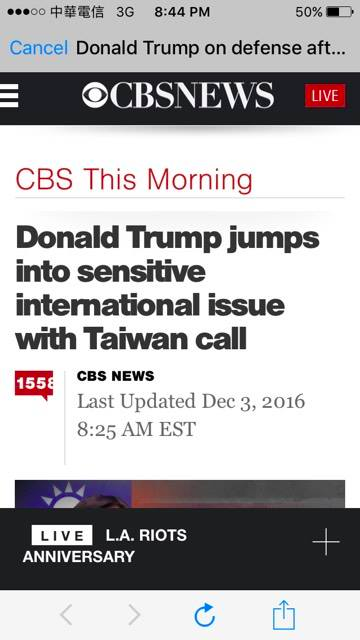 中華電信 3G 8:44 PM 50%
Cancel Donald Trump on defense aft...
CBSNEWS LIVE
CBS This Morning
Donald Trump jumps
into sensitive
international issue
with Taiwan call
1558
CBS NEWS
Last Updated Dec 3, 2016
8:25 AM EST
LIVE L.A. RIOTS
ANNIVERSARY